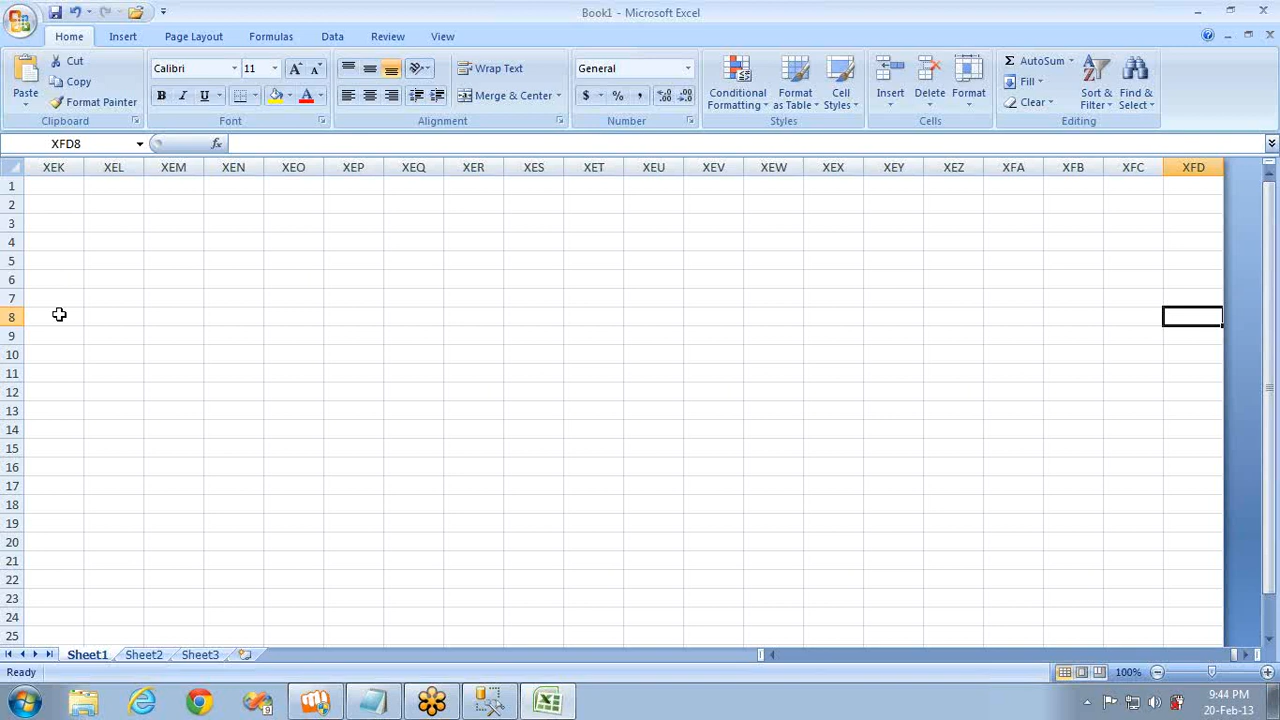 Book1 - Microsoft Excel
Home Insert Page Layout Formulas Data Review View
Paste
Cut
Copy
Format Painter
Clipboard
Calibri 11
B I U
A
Font
Wrap Text
Merge & Center
Alignment
General
$ % ,
Number
Conditional Formatting
Format as Table
Cell Styles
Styles
Insert
Delete
Format
Cells
Σ AutoSum
Fill
Clear
Sort & Filter
Find & Select
Editing
XFD8 fx
XEK XEL XEM XEN XEO XEP XEQ XER XES XET XEU XEV XEW XEX XEY XEZ XFA XFB XFC XFD
1
2
3
4
5
6
7
8
9
10
11
12
13
14
15
16
17
18
19
20
21
22
23
24
25
Sheet1 Sheet2 Sheet3
Ready 100%
9:44 PM
20-Feb-13